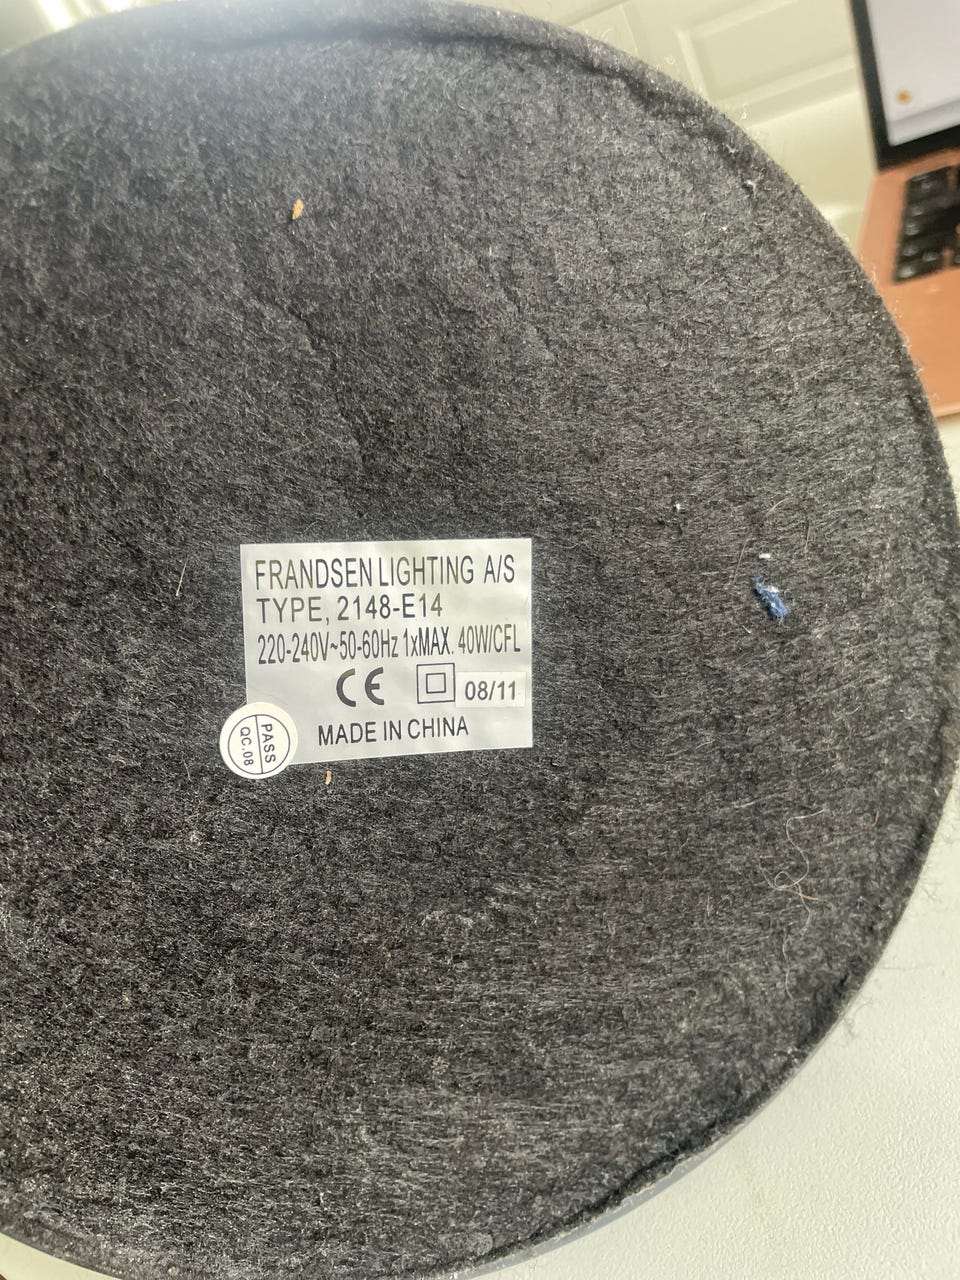 FRANDSEN LIGHTING A/S
TYPE, 2148-E14
220-240V~50-60Hz 1xMAX. 40W/CFL
CE 08/11
MADE IN CHINA
PASS
QC.08